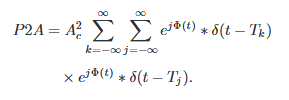 P2A = A_c^2 \sum_{k=-\infty}^{\infty} \sum_{j=-\infty}^{\infty} e^{j\Phi(t)} * \delta(t - T_k)
\times e^{j\Phi(t)} * \delta(t - T_j).